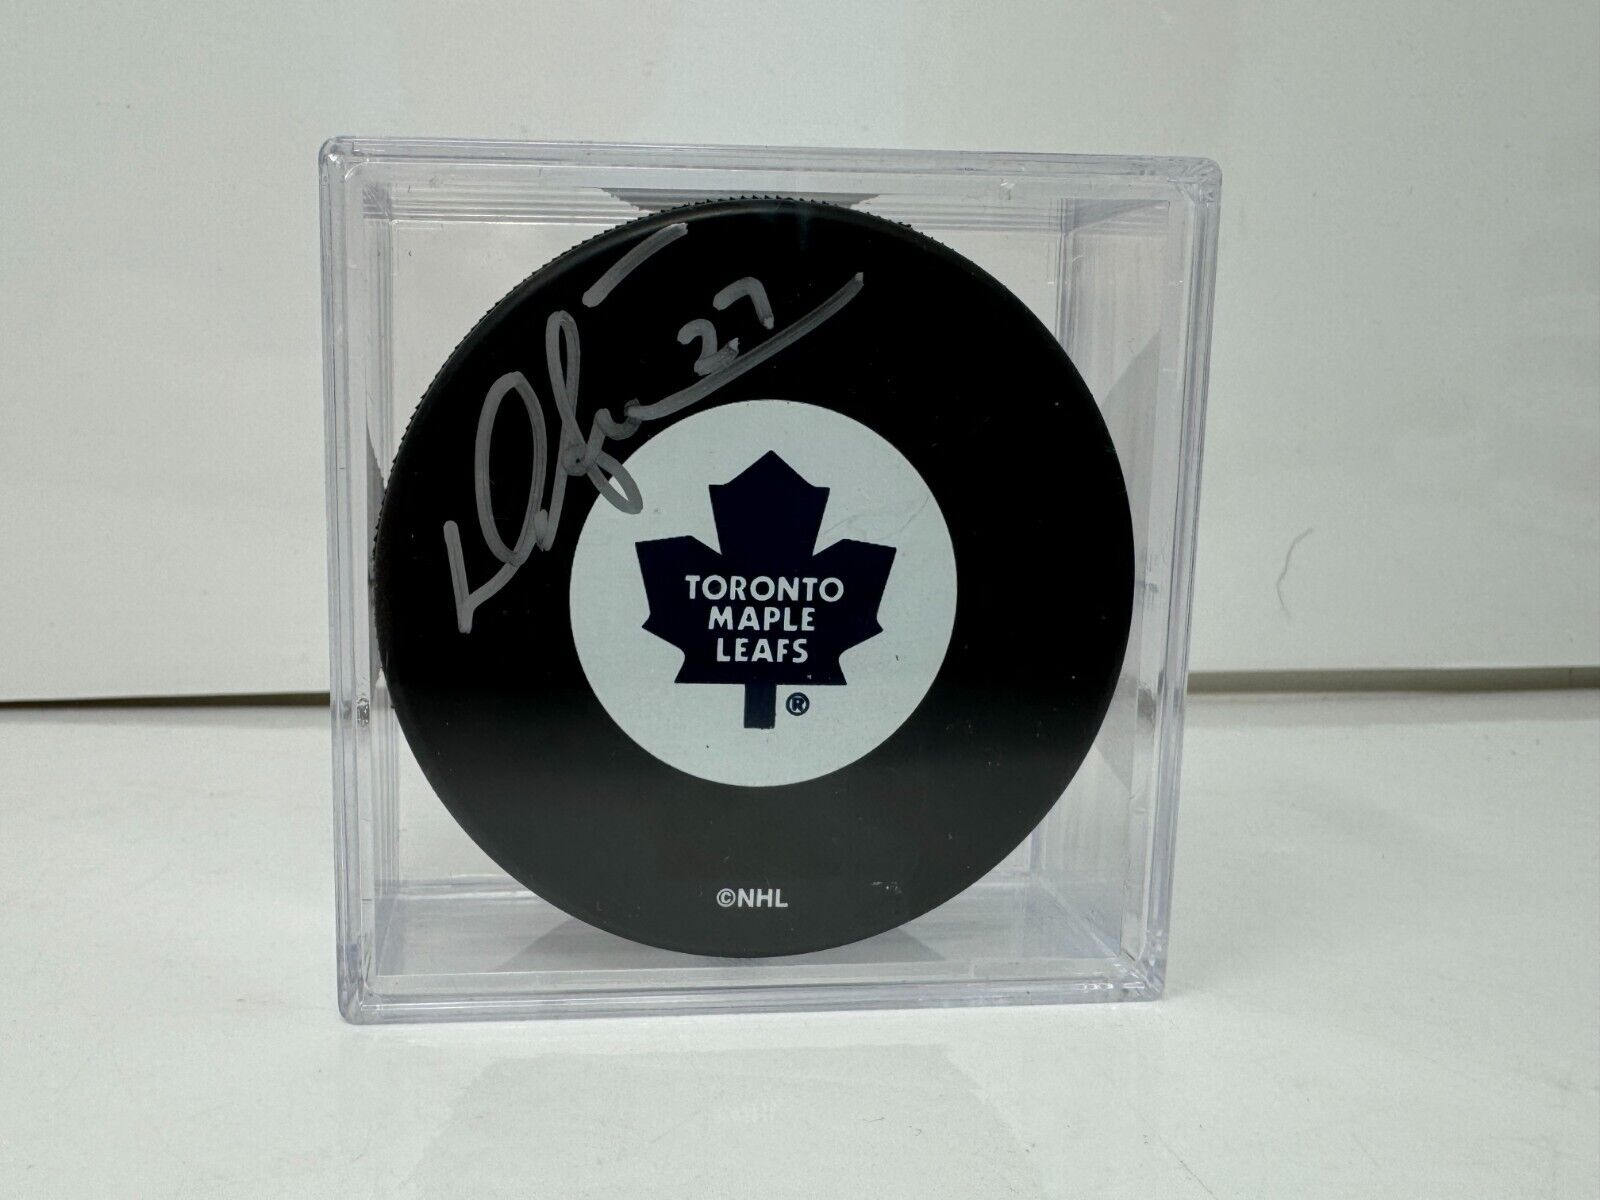 27
TORONTO
MAPLE
LEAFS
®
©NHL